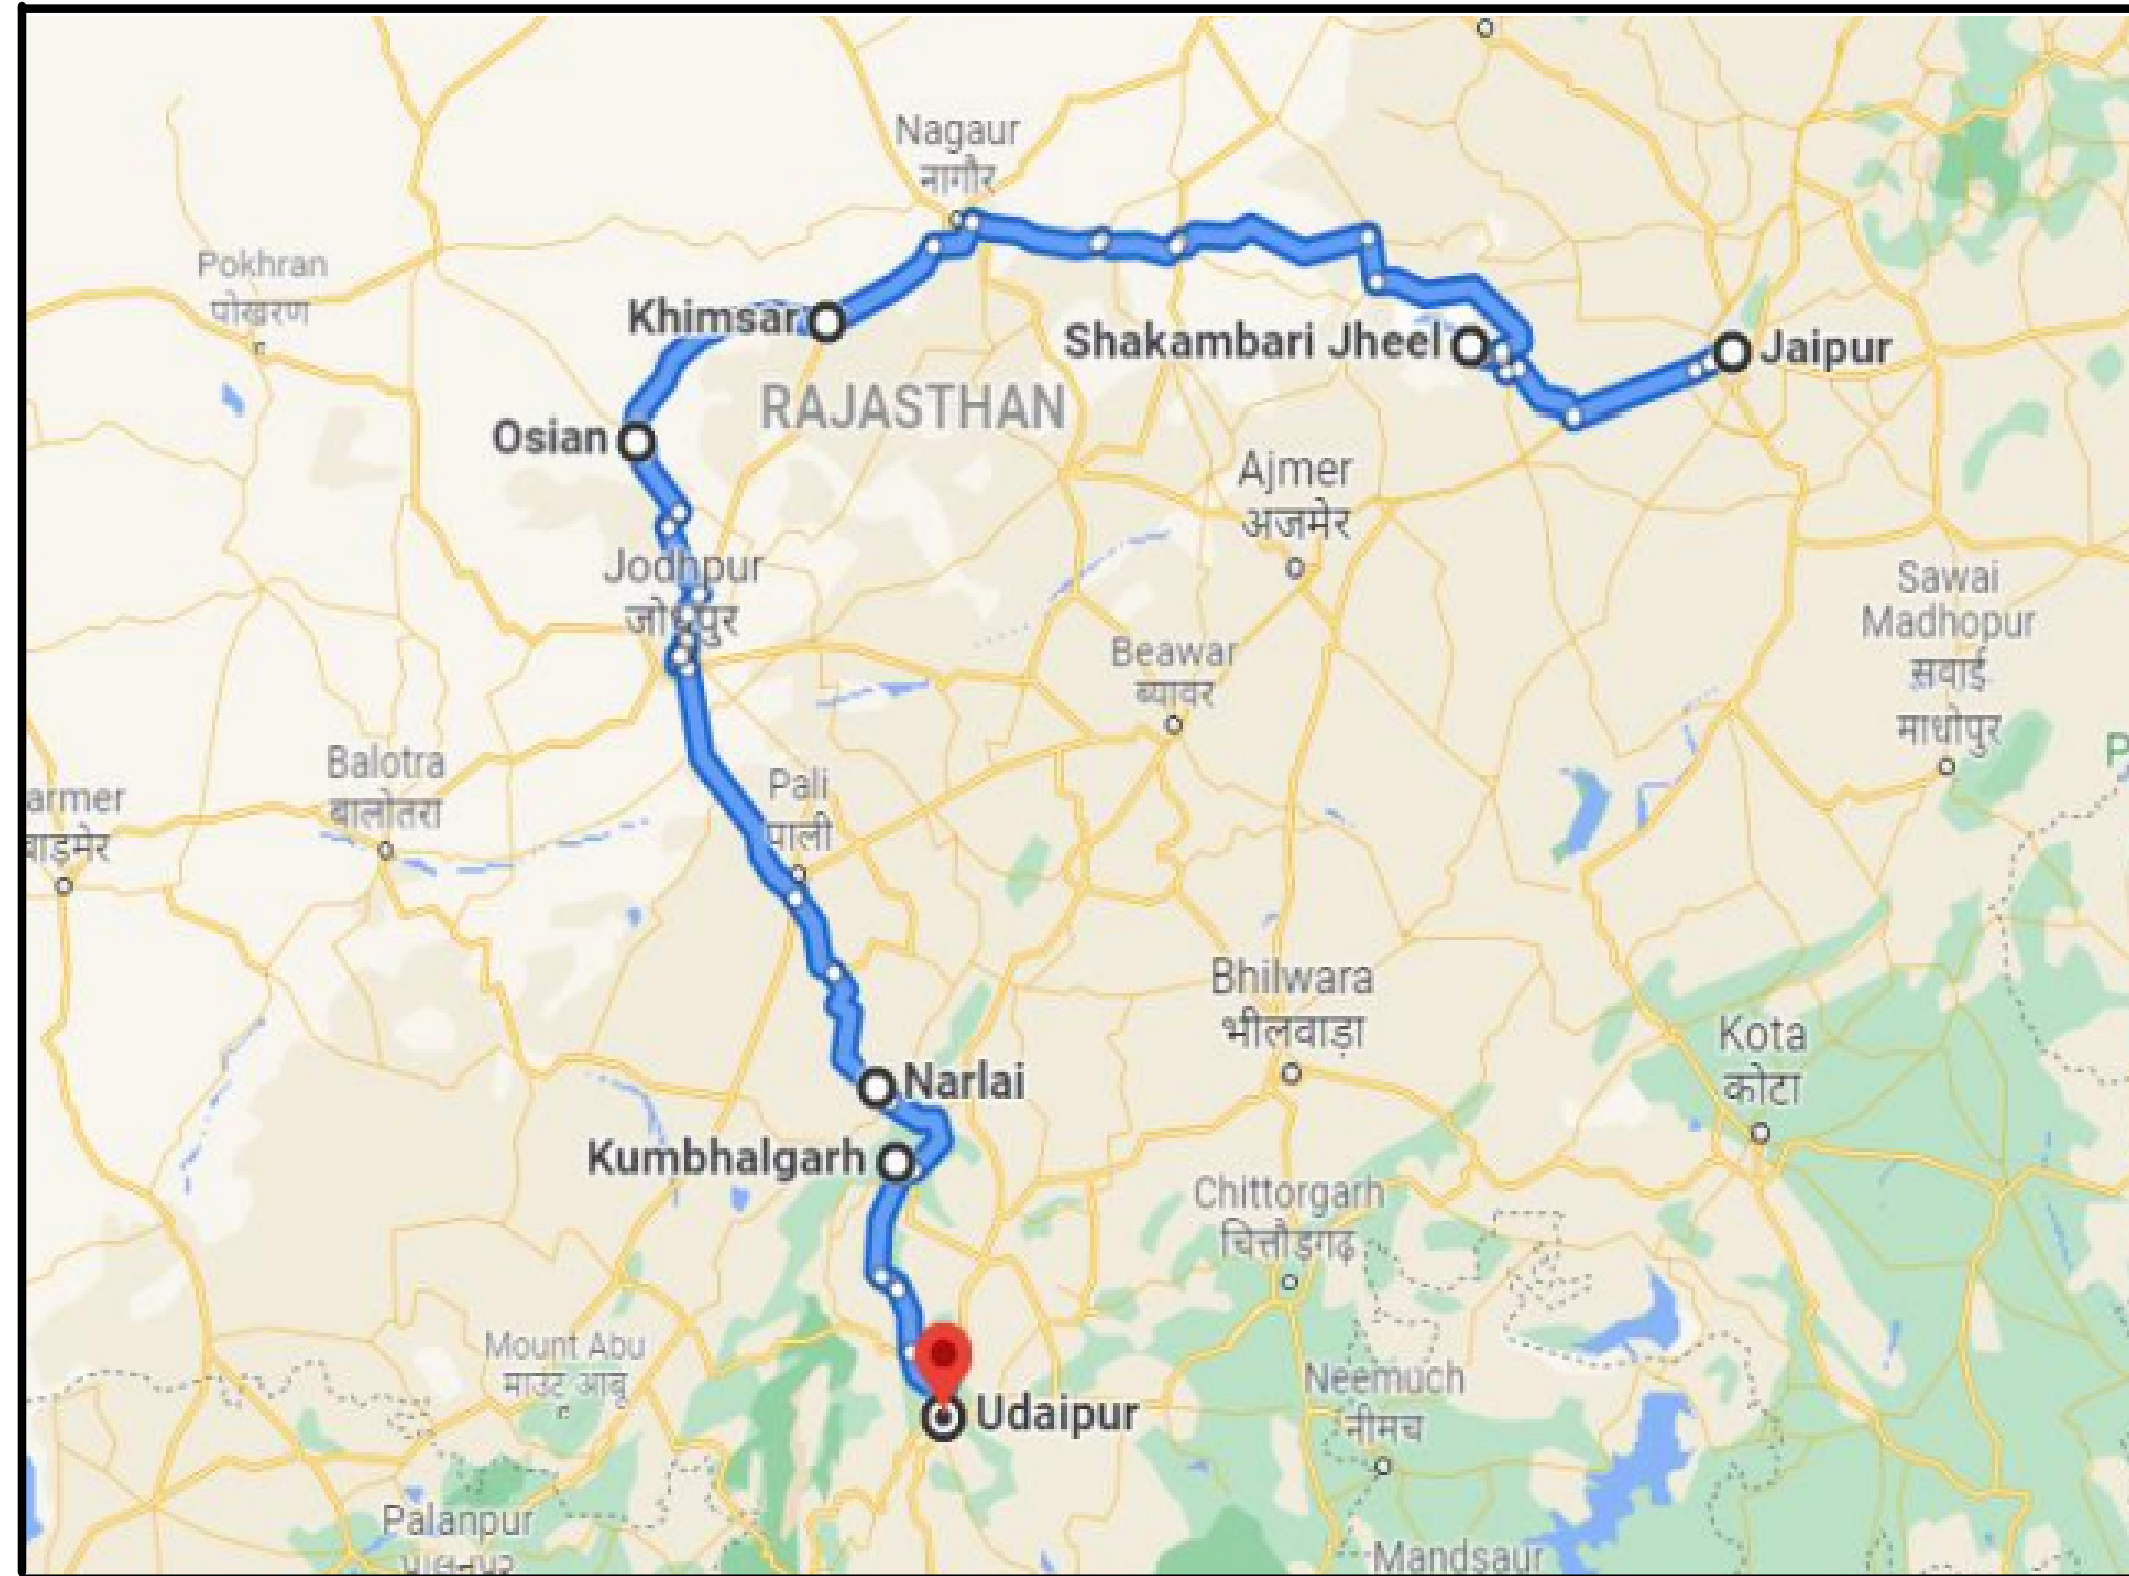 Nagaur
नागौर
Pokhran
पोखरण
Khimsar
Shakambari Jheel
Jaipur
RAJASTHAN
Osian
Ajmer
अजमेर
Jodhpur
जोधपुर
Sawai
Madhopur
सवाई
माधोपुर
Beawar
ब्यावर
Balotra
बालोतरा
Pali
पाली
armer
बाड़मेर
P
Bhilwara
भीलवाड़ा
Kota
कोटा
Narlai
Kumbhalgarh
Chittorgarh
चित्तौड़गढ़
Mount Abu
माउंट आबू
Neemuch
नीमच
Udaipur
Palanpur
Mandsaur